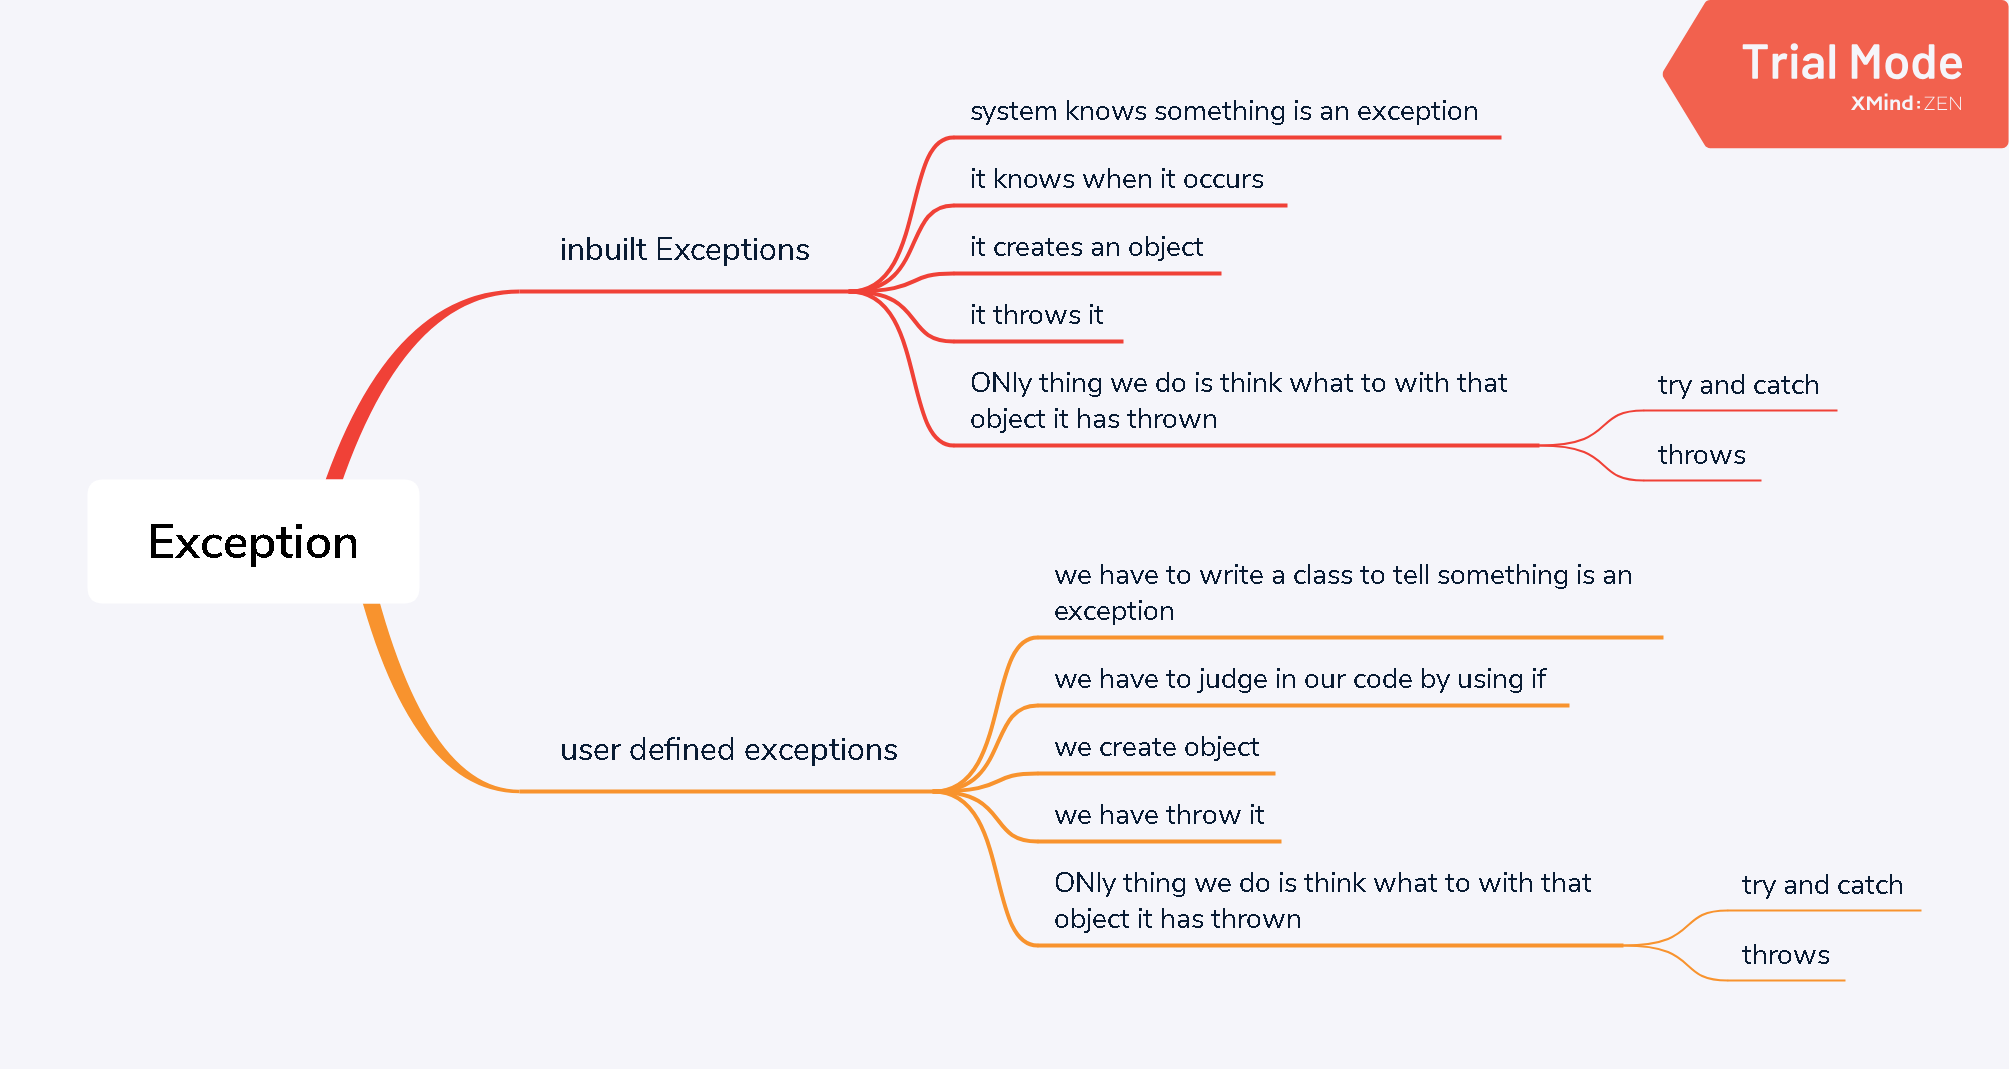 Trial Mode
XMind:ZEN
Exception
inbuilt Exceptions
system knows something is an exception
it knows when it occurs
it creates an object
it throws it
ONly thing we do is think what to with that
object it has thrown
try and catch
throws
user defined exceptions
we have to write a class to tell something is an
exception
we have to judge in our code by using if
we create object
we have throw it
ONly thing we do is think what to with that
object it has thrown
try and catch
throws